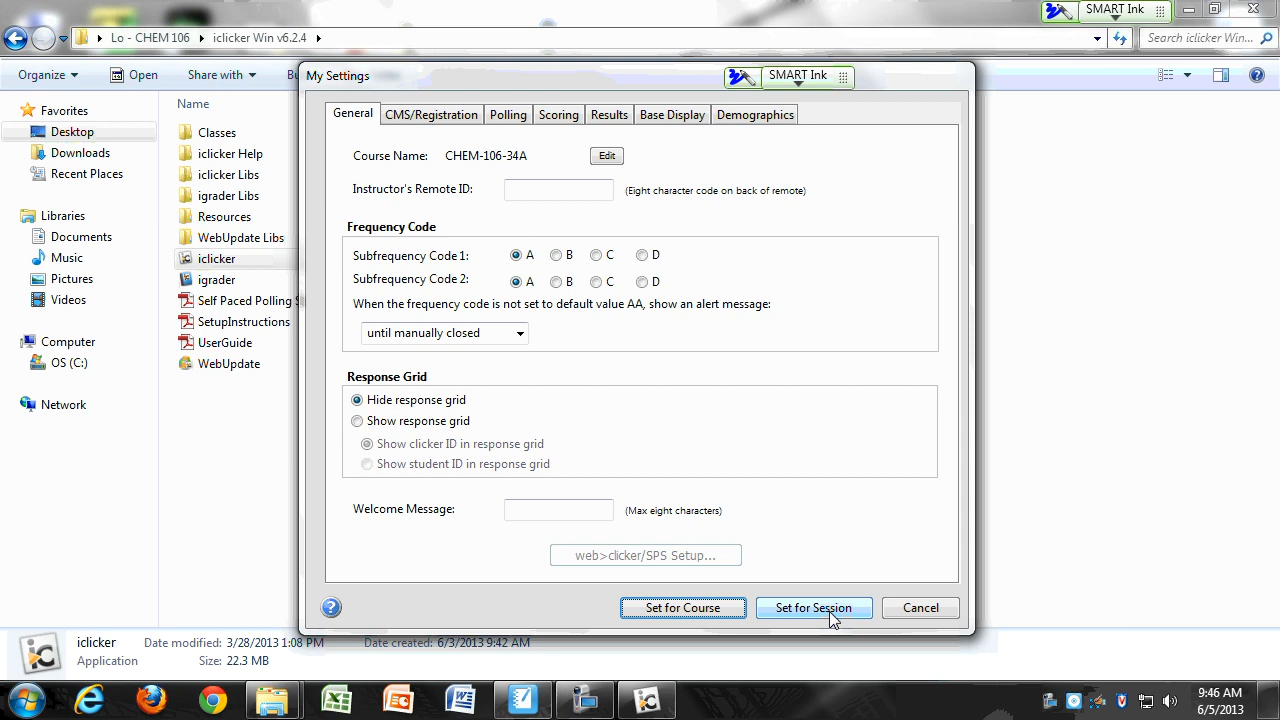 SMART Ink
Lo - CHEM 106
iclicker Win v6.2.4
Search iclicker Win...
Organize
Open
Share with
Name
Favorites
Desktop
Downloads
Recent Places
Libraries
Documents
Music
Pictures
Videos
Computer
OS (C:)
Network
Classes
iclicker Help
iclicker Libs
igrader Libs
Resources
WebUpdate Libs
iclicker
igrader
Self Paced Polling
SetupInstructions
UserGuide
WebUpdate
My Settings
SMART Ink
General
CMS/Registration
Polling
Scoring
Results
Base Display
Demographics
Course Name: CHEM-106-34A Edit
Instructor's Remote ID: (Eight character code on back of remote)
Frequency Code
Subfrequency Code 1: A B C D
Subfrequency Code 2: A B C D
When the frequency code is not set to default value AA, show an alert message:
until manually closed
Response Grid
Hide response grid
Show response grid
Show clicker ID in response grid
Show student ID in response grid
Welcome Message: (Max eight characters)
web>clicker/SPS Setup...
Set for Course
Set for Session
Cancel
iclicker Date modified: 3/28/2013 1:08 PM Date created: 6/3/2013 9:42 AM
Application Size: 22.3 MB
9:46 AM
6/5/2013